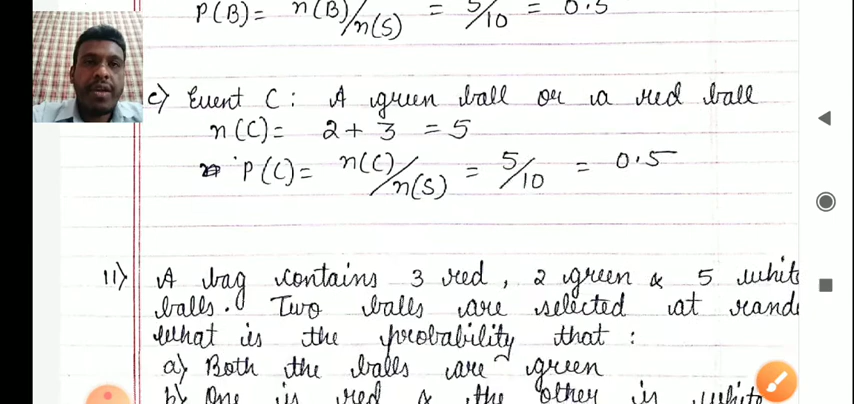 P(B) = n(B)/n(S) = 5/10 = 0.5
c) Event C: A green ball or a red ball
n(C) = 2 + 3 = 5
P(C) = n(C)/n(S) = 5/10 = 0.5
11) A bag contains 3 red, 2 green & 5 white
balls. Two balls are selected at rando
What is the probability that :
a) Both the balls are green
b) One is red & the other is white